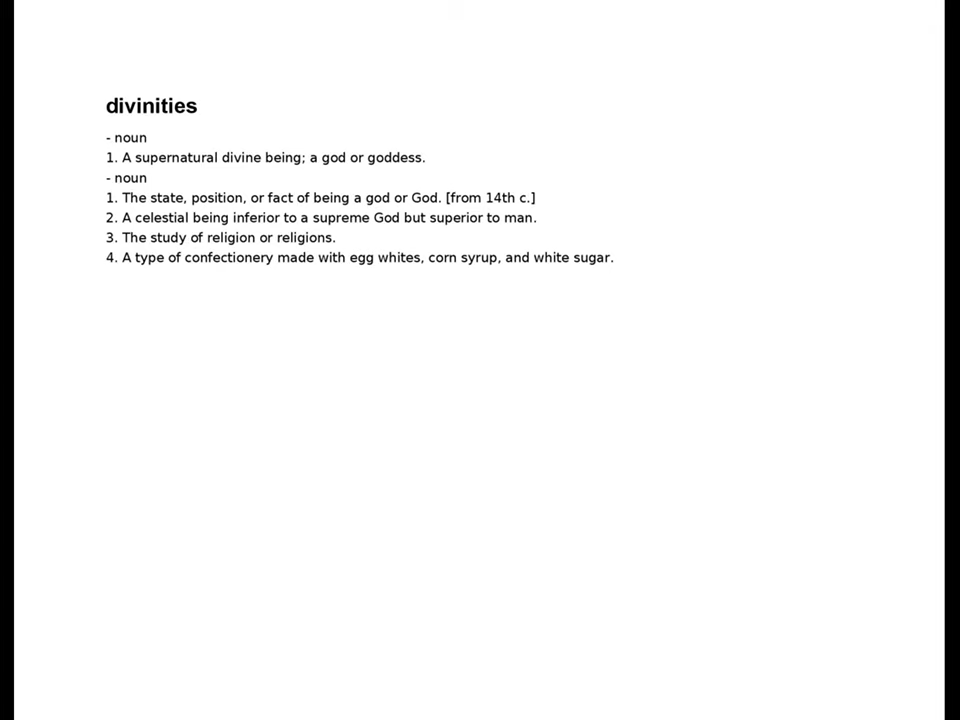 divinities
- noun
1. A supernatural divine being; a god or goddess.
- noun
1. The state, position, or fact of being a god or God. [from 14th c.]
2. A celestial being inferior to a supreme God but superior to man.
3. The study of religion or religions.
4. A type of confectionery made with egg whites, corn syrup, and white sugar.